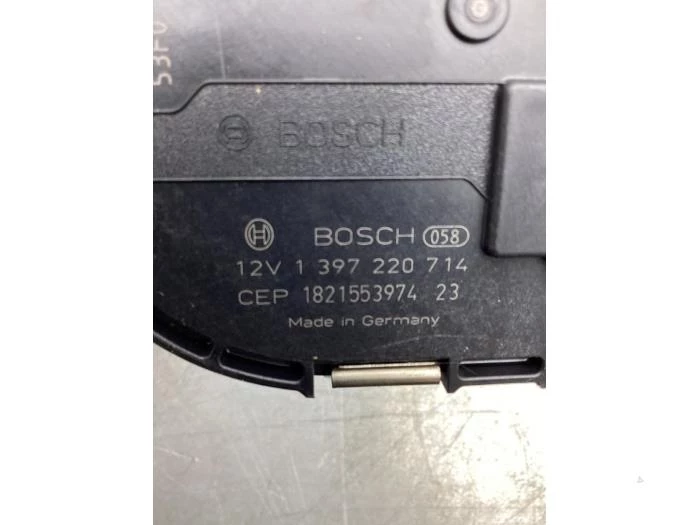 BOSCH
BOSCH 058
12V 1 397 220 714
CEP 1821553974 23
Made in Germany